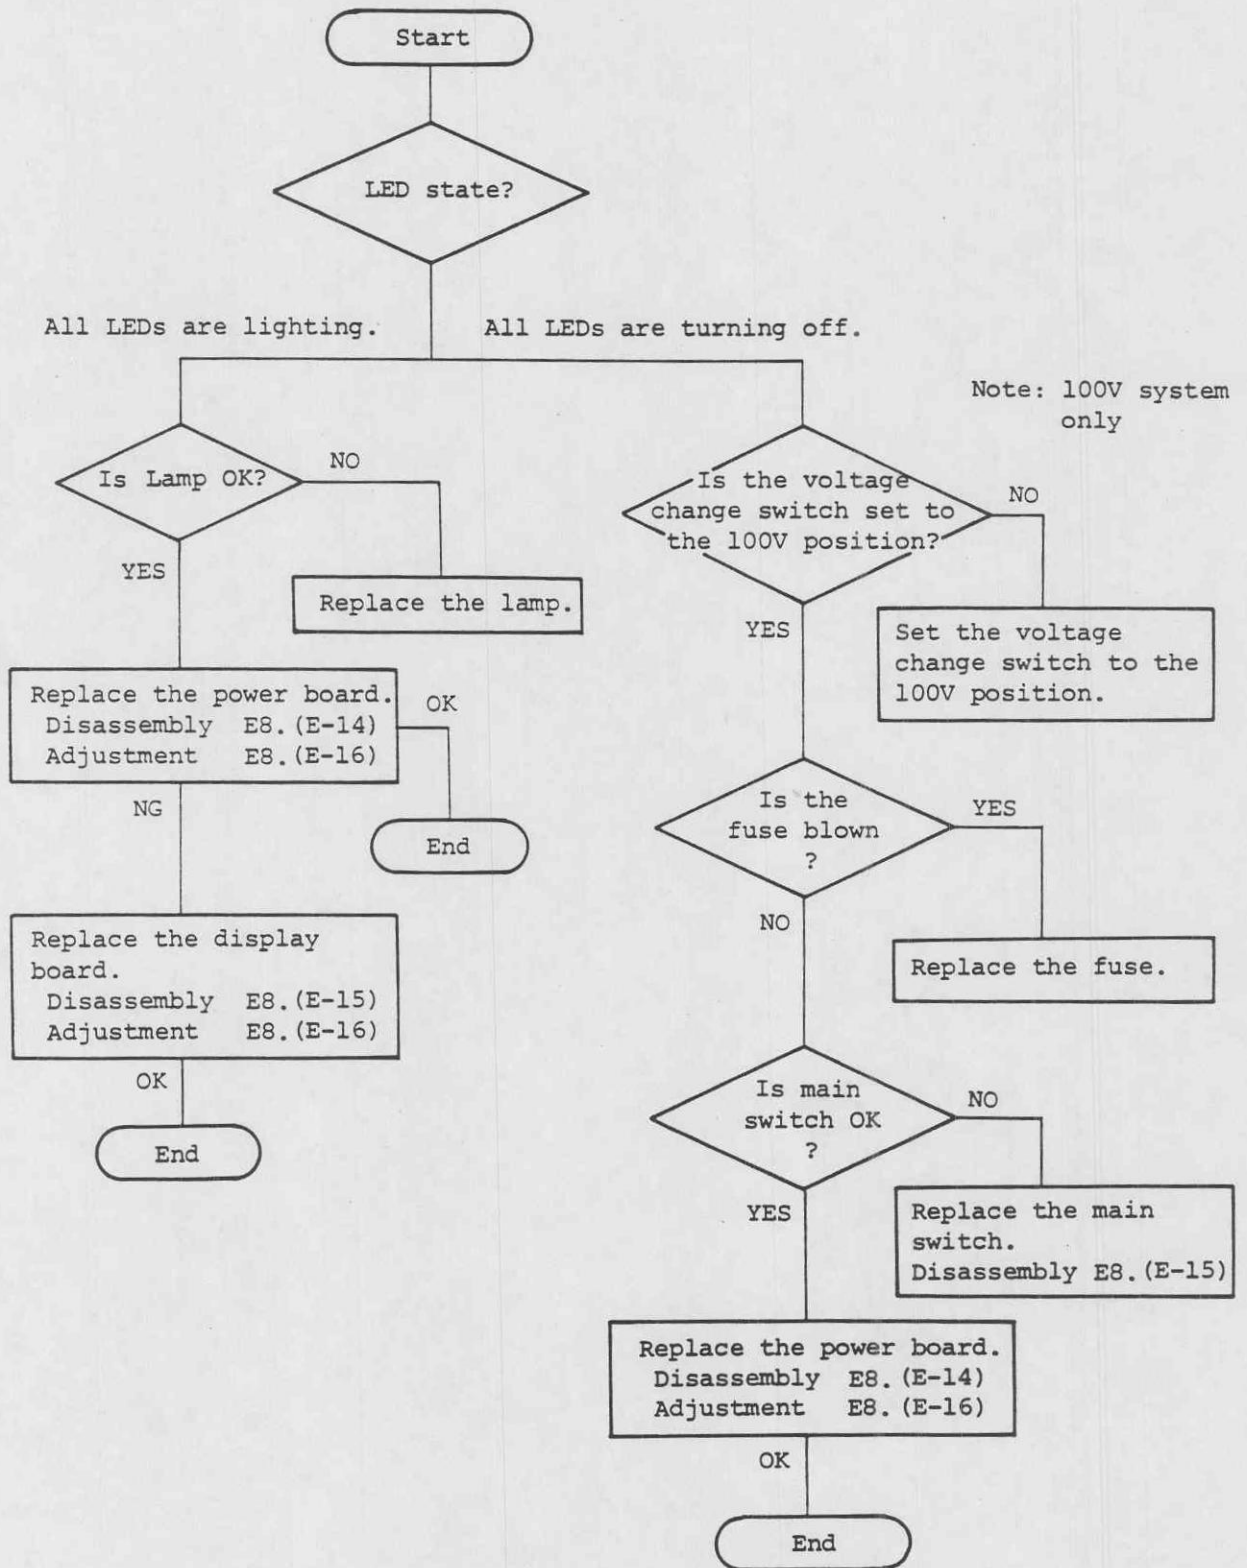 Start
LED state?
All LEDs are lighting.
All LEDs are turning off.
Note: 100V system
only
Is Lamp OK?
NO
YES
Replace the lamp.
Replace the power board.
Disassembly E8.(E-14)
Adjustment E8.(E-16)
OK
End
NG
Replace the display
board.
Disassembly E8.(E-15)
Adjustment E8.(E-16)
OK
End
Is the voltage
change switch set to
the 100V position?
NO
YES
Set the voltage
change switch to the
100V position.
Is the
fuse blown
?
YES
NO
Replace the fuse.
Is main
switch OK
?
NO
YES
Replace the main
switch.
Disassembly E8.(E-15)
Replace the power board.
Disassembly E8.(E-14)
Adjustment E8.(E-16)
OK
End